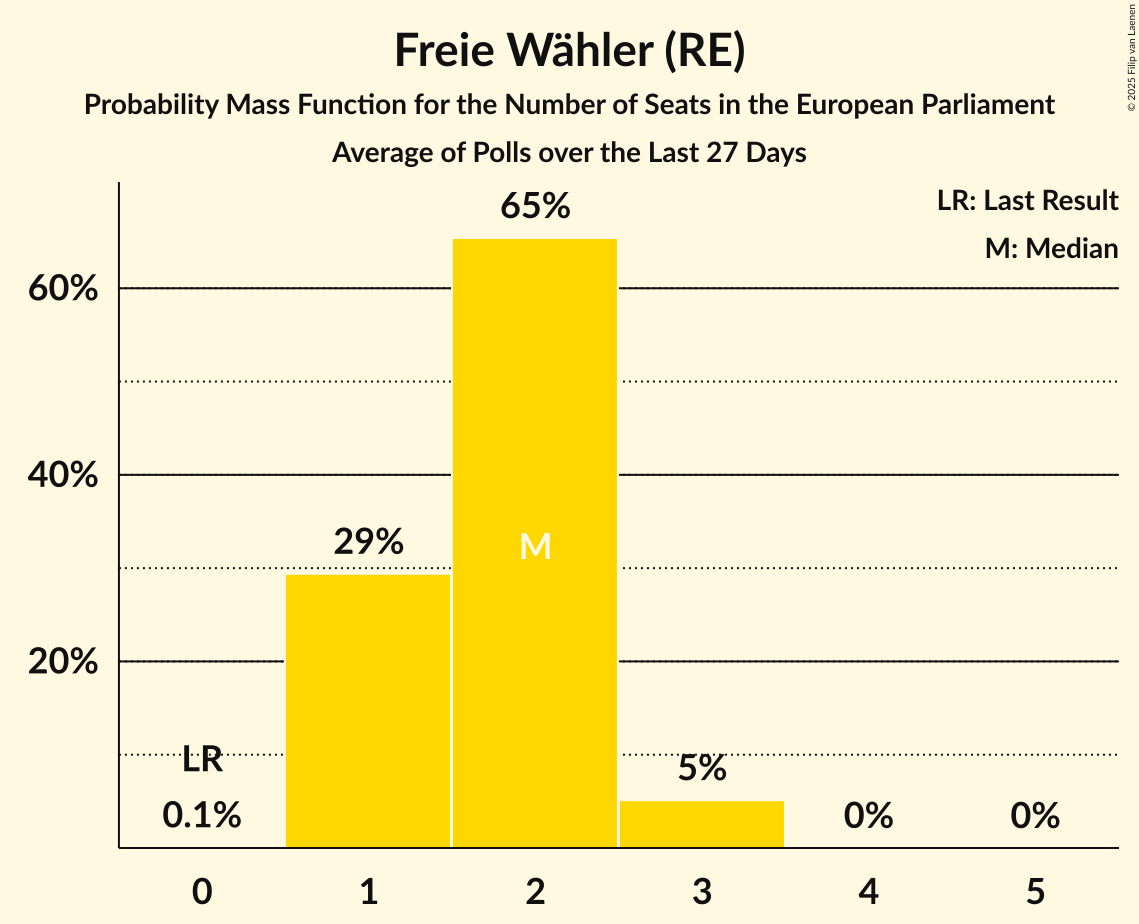 Freie Wähler (RE)
Probability Mass Function for the Number of Seats in the European Parliament
Average of Polls over the Last 27 Days
© 2025 Filip van Laenen
LR: Last Result
M: Median
65%
60%
40%
29%
M
20%
LR
5%
0.1%
0%
0%
0 1 2 3 4 5